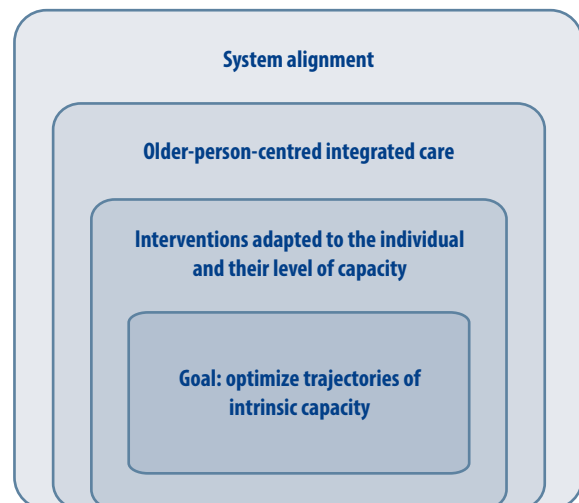 System alignment
Older-person-centred integrated care
Interventions adapted to the individual
and their level of capacity
Goal: optimize trajectories of
intrinsic capacity